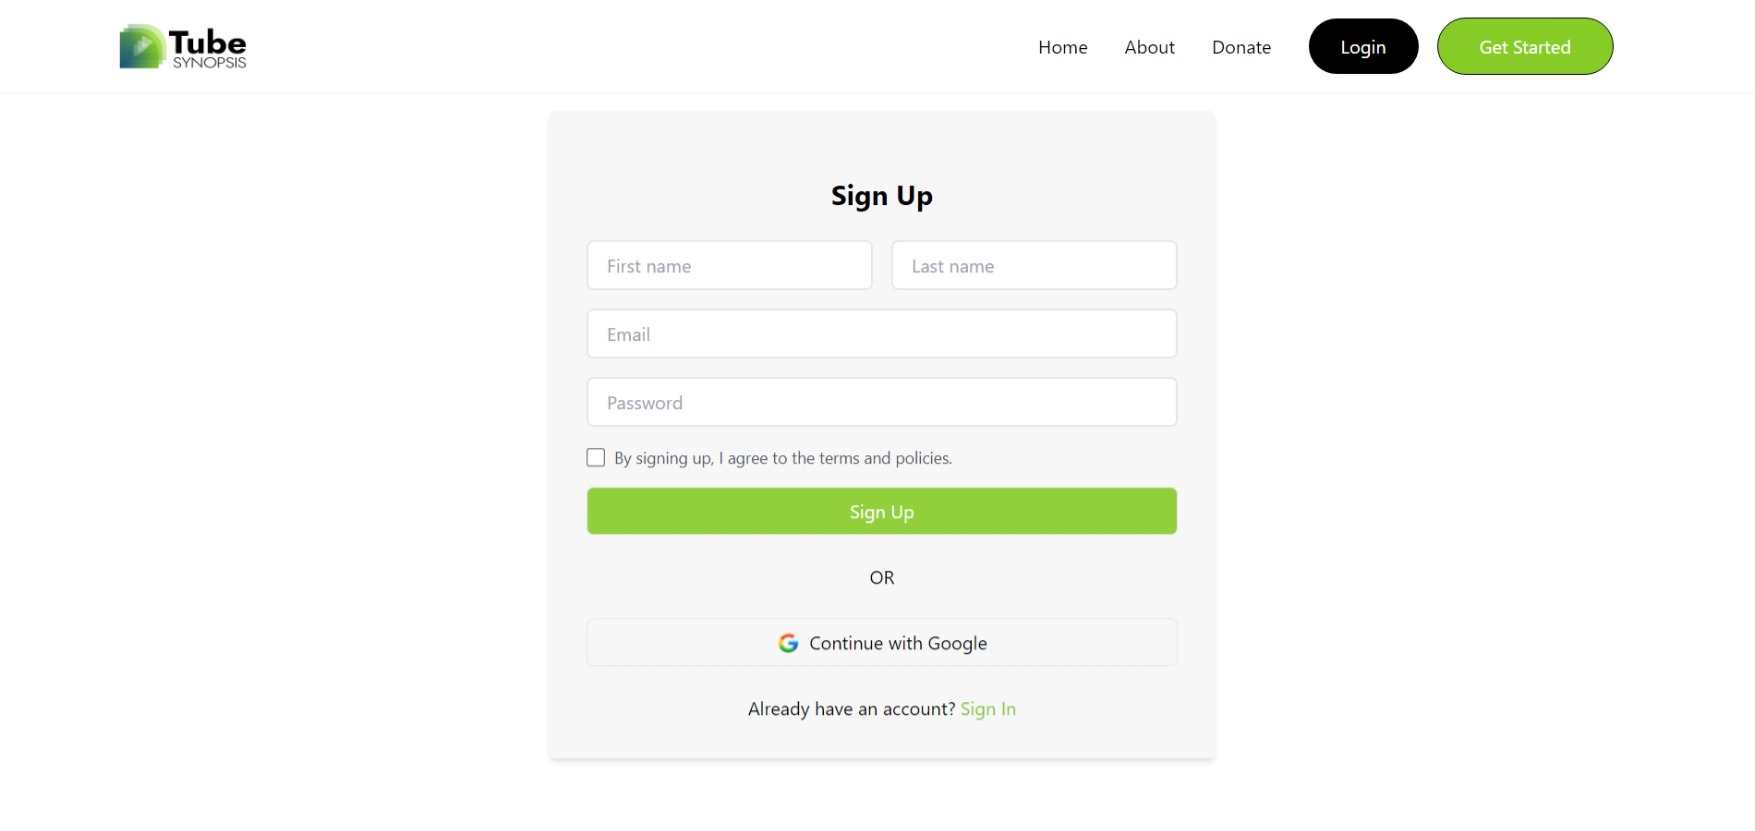 Tube
SYNOPSIS
Home About Donate Login Get Started
Sign Up
First name Last name
Email
Password
By signing up, I agree to the terms and policies.
Sign Up
OR
Continue with Google
Already have an account? Sign In